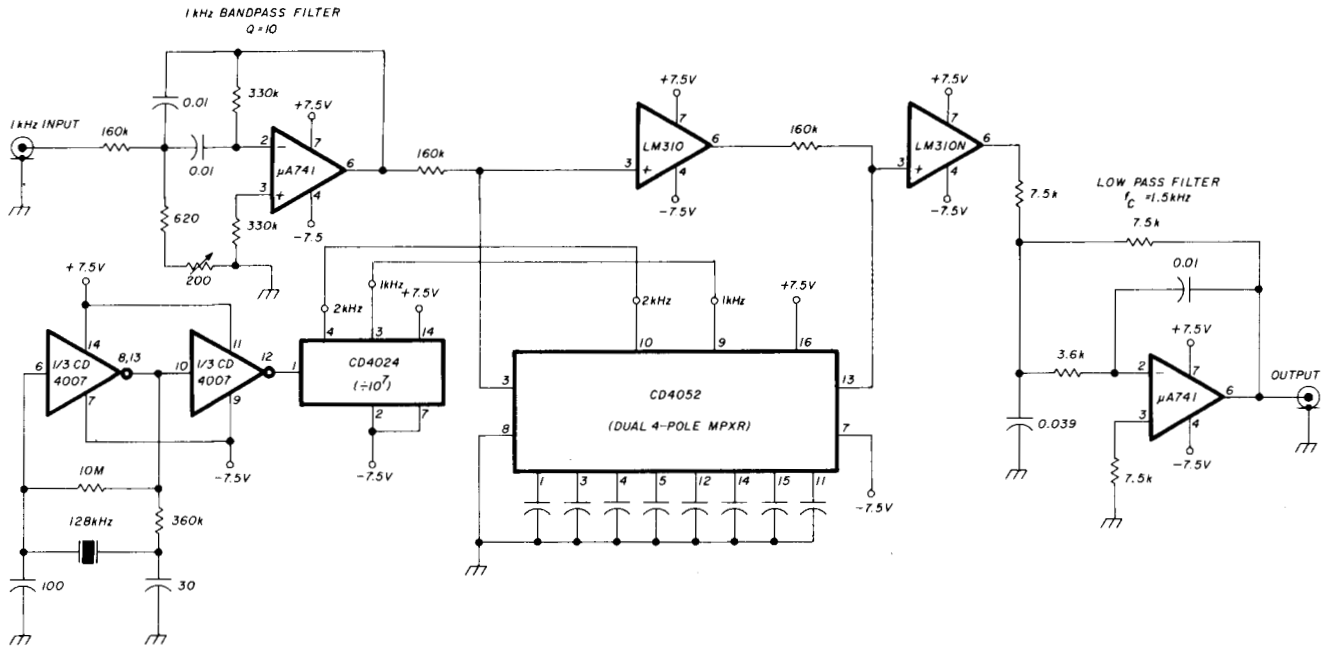 1 kHz BANDPASS FILTER
Q=10
1kHz INPUT
160k
0.01
0.01
330k
620
200
330k
2
3
+7.5V
7
μA741
6
4
-7.5
160k
+7.5V
7
LM310
3
6
4
-7.5V
160k
+7.5V
7
LM310N
3
6
4
-7.5V
7.5k
LOW PASS FILTER
fC =1.5kHz
7.5k
0.01
3.6k
0.039
7.5k
+7.5V
7
2
μA741
3
6
4
-7.5V
OUTPUT
+7.5V
14
6
1/3 CD
4007
8,13
7
10
11
1/3 CD
4007
12
9
-7.5V
10M
360k
128kHz
100
30
2kHz
1kHz
+7.5V
4
3
14
1
CD4024
(÷10⁷)
2
7
-7.5V
2kHz
1kHz
+7.5V
10
9
16
3
13
CD4052
(DUAL 4-POLE MPXR)
8
7
1
3
4
5
12
14
15
11
-7.5V